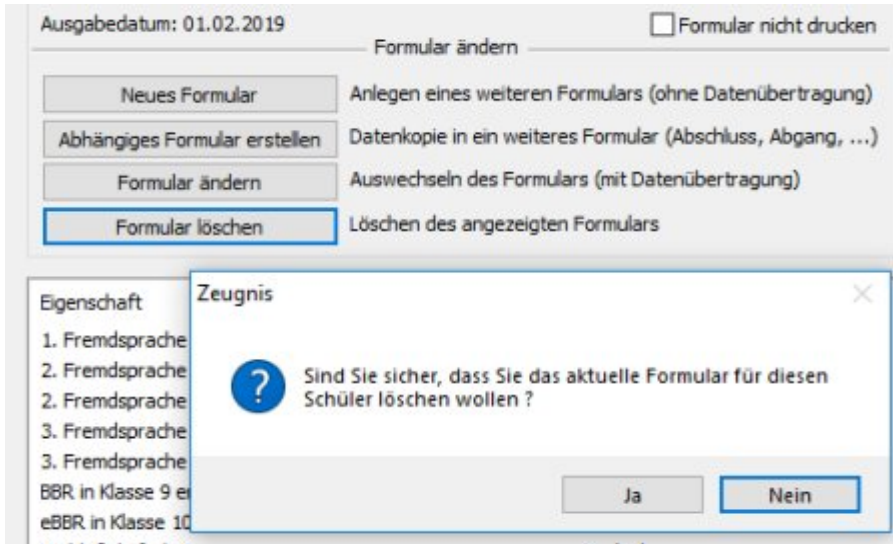 Ausgabedatum: 01.02.2019
Formular nicht drucken
Formular ändern
Neues Formular
Anlegen eines weiteren Formulars (ohne Datenübertragung)
Abhängiges Formular erstellen
Datenkopie in ein weiteres Formular (Abschluss, Abgang, ...)
Formular ändern
Auswechseln des Formulars (mit Datenübertragung)
Formular löschen
Löschen des angezeigten Formulars
Eigenschaft
1. Fremdsprache
2. Fremdsprache
2. Fremdsprache
3. Fremdsprache
3. Fremdsprache
BBR in Klasse 9
eBBR in Klasse 10
Zeugnis
Sind Sie sicher, dass Sie das aktuelle Formular für diesen
Schüler löschen wollen ?
Ja
Nein